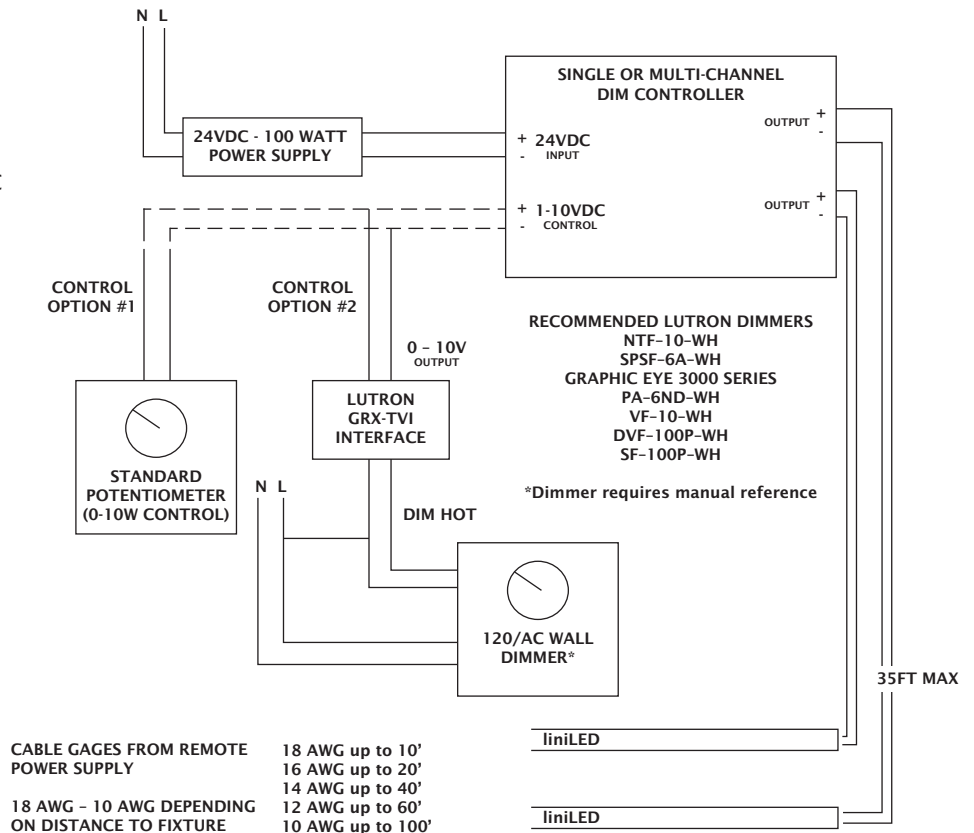 N L
SINGLE OR MULTI-CHANNEL
DIM CONTROLLER
24VDC - 100 WATT
POWER SUPPLY
+ 24VDC
- INPUT
OUTPUT +
-
+ 1-10VDC
- CONTROL
OUTPUT +
-
CONTROL
OPTION #1
CONTROL
OPTION #2
0 – 10V
OUTPUT
LUTRON
GRX-TVI
INTERFACE
RECOMMENDED LUTRON DIMMERS
NTF–10–WH
SPSF–6A–WH
GRAPHIC EYE 3000 SERIES
PA–6ND–WH
VF–10–WH
DVF–100P–WH
SF–100P–WH
*Dimmer requires manual reference
STANDARD
POTENTIOMETER
(0-10W CONTROL)
N L
DIM HOT
120/AC WALL
DIMMER*
35FT MAX
liniLED
liniLED
CABLE GAGES FROM REMOTE
POWER SUPPLY
18 AWG – 10 AWG DEPENDING
ON DISTANCE TO FIXTURE
18 AWG up to 10’
16 AWG up to 20’
14 AWG up to 40’
12 AWG up to 60’
10 AWG up to 100’